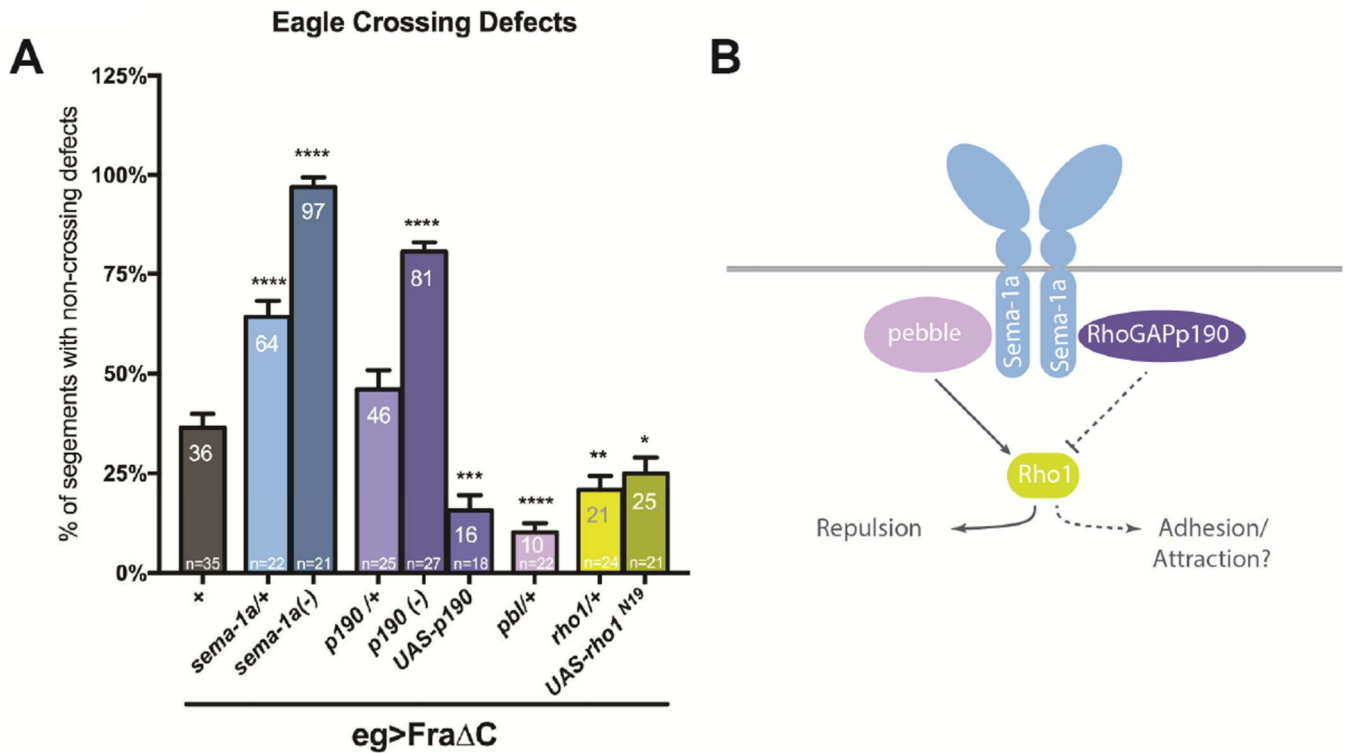 Eagle Crossing Defects
A
B
% of segements with non-crossing defects
125%
100%
75%
50%
25%
0%
****
****
****
***
****
**
*
36
64
97
46
81
16
10
21
25
n=35
n=22
n=21
n=25
n=27
n=18
n=22
n=24
n=21
+
sema-1a/+
sema-1a(-)
p190 /+
p190 (-)
UAS-p190
pbl/+
rho1/+
UAS-rho1 N19
eg>FraΔC
pebble
Sema-1a
Sema-1a
RhoGAPp190
Rho1
Repulsion
Adhesion/
Attraction?